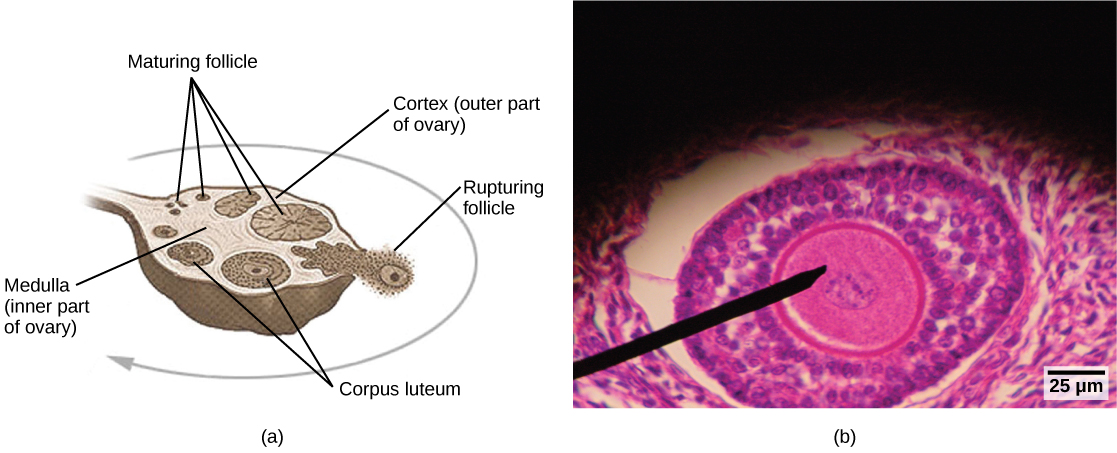 Maturing follicle
Cortex (outer part
of ovary)
Rupturing
follicle
Medulla
(inner part
of ovary)
Corpus luteum
(a)
25 µm
(b)